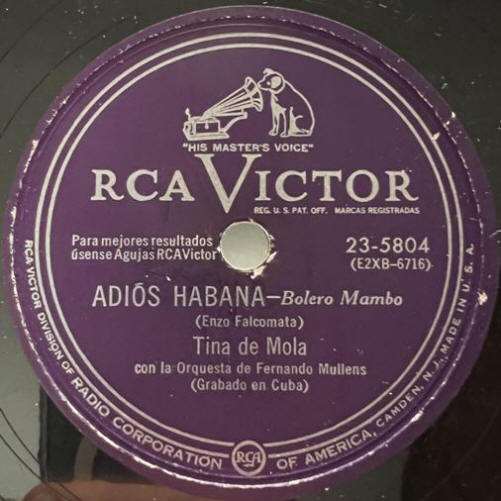 "HIS MASTER'S VOICE"
RCA VICTOR
REG. U. S. PAT. OFF. MARCAS REGISTRADAS
Para mejores resultados
úsense Agujas RCA Victor
23-5804
(E2XB-6716)
ADIÓS HABANA—Bolero Mambo
(Enzo Falcomata)
Tina de Mola
con la Orquesta de Fernando Mullens
(Grabado en Cuba)
RCA VICTOR DIVISION OF RADIO CORPORATION RCA OF AMERICA, CAMDEN, N. J. MADE IN U. S. A.